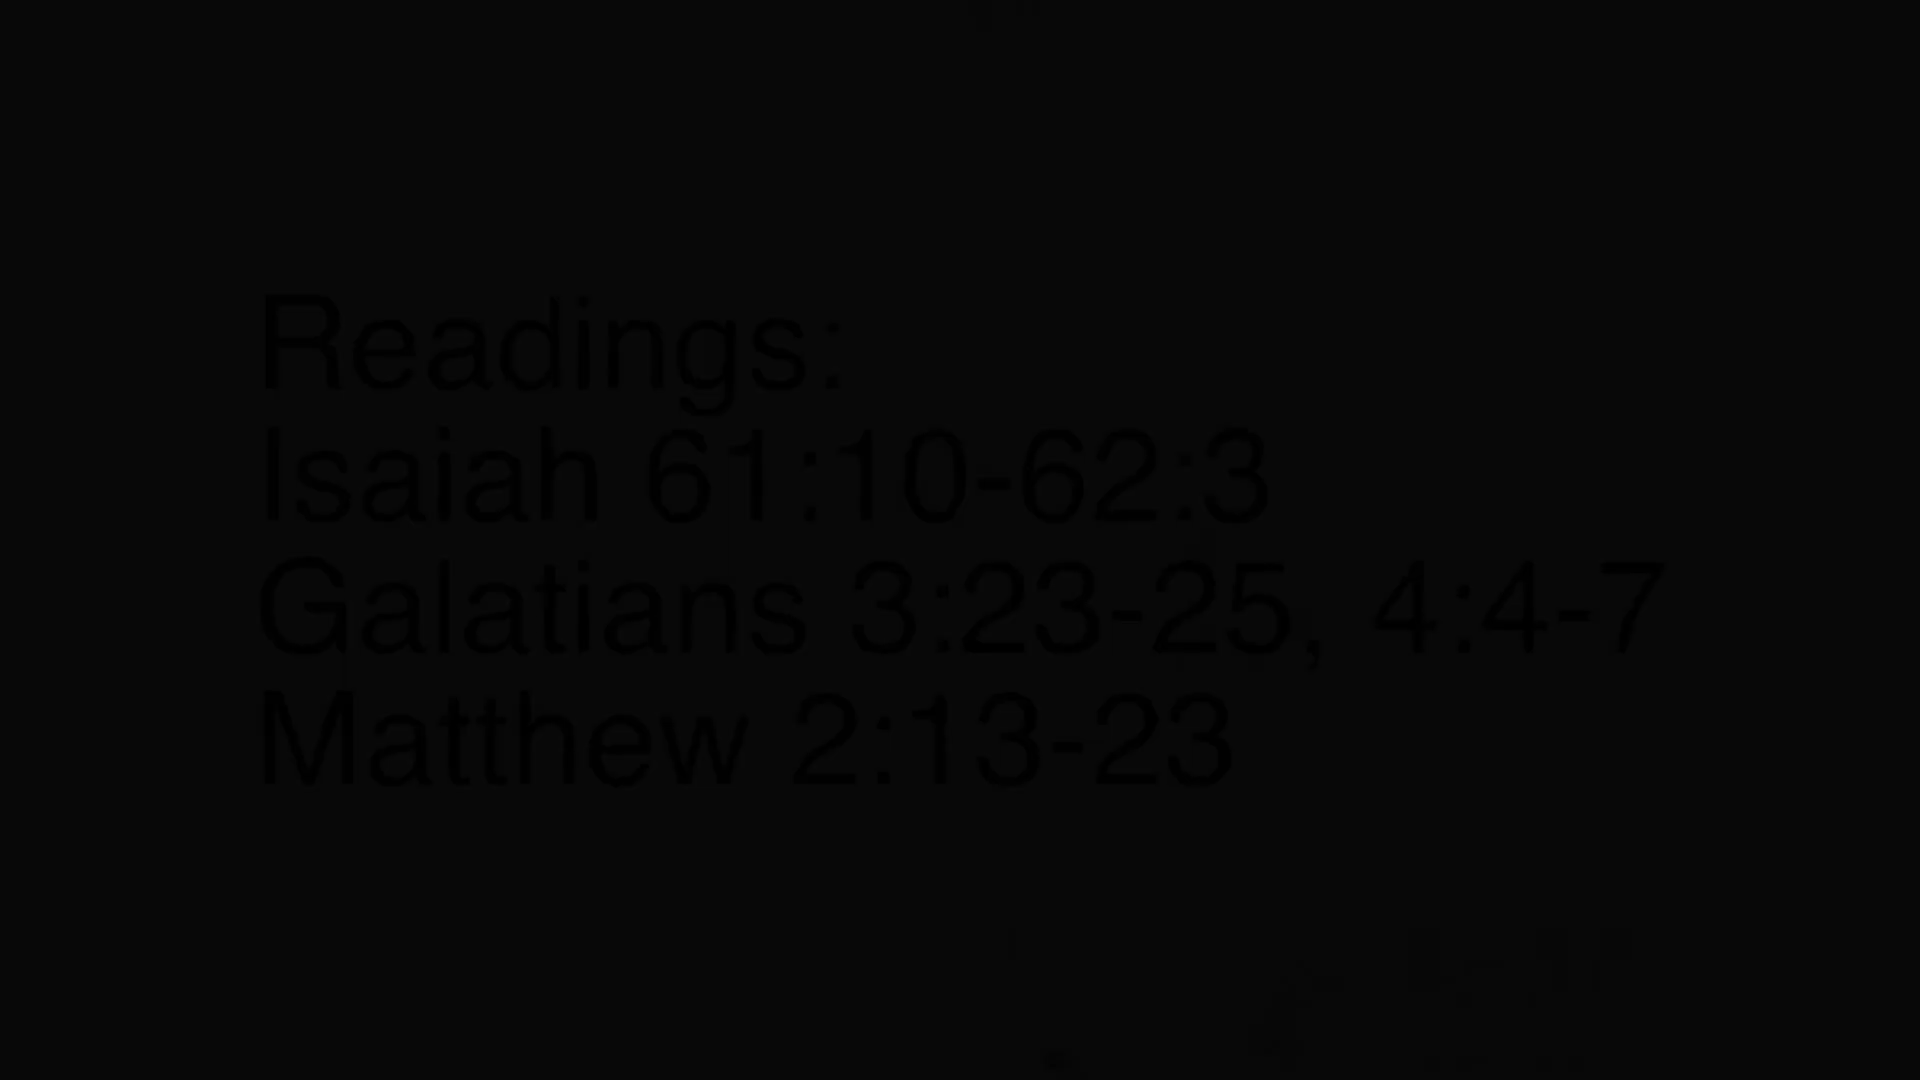 Readings:
Isaiah 61:10-62:3
Galatians 3:23-25, 4:4-7
Matthew 2:13-23